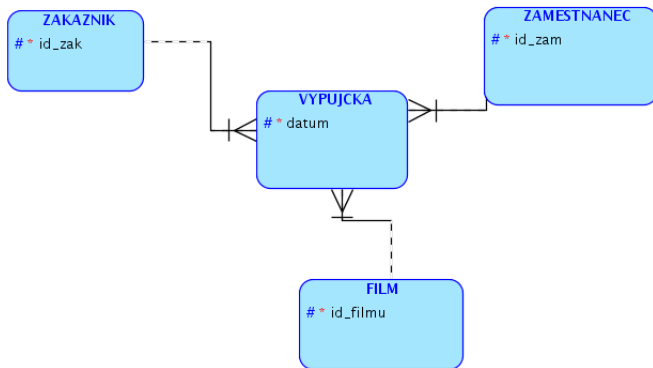 ZAKAZNIK
# * id_zak
ZAMESTNANEC
# * id_zam
VYPUJCKA
# * datum
FILM
# * id_filmu